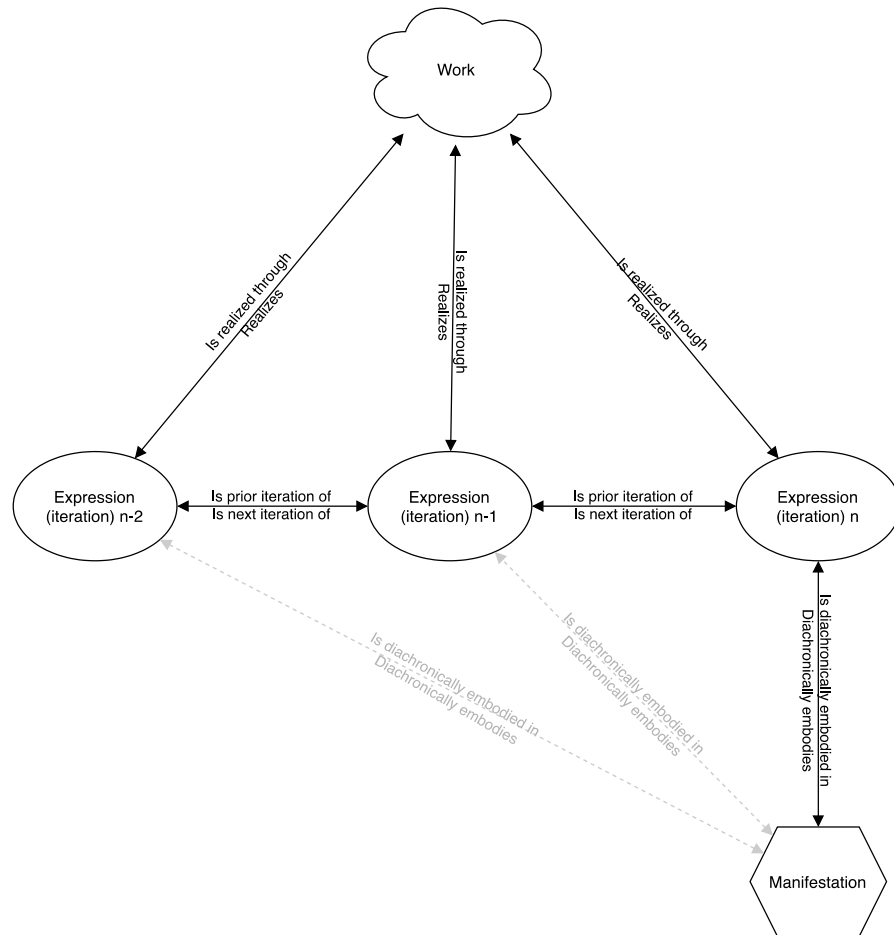 Work
Is realized through
Realizes
Is realized through
Realizes
Is realized through
Realizes
Expression
(iteration) n-2
Is prior iteration of
Is next iteration of
Expression
(iteration) n-1
Is prior iteration of
Is next iteration of
Expression
(iteration) n
Is diachronically embodied in
Diachronically embodies
Is diachronically embodied in
Diachronically embodies
Is diachronically embodied in
Diachronically embodies
Manifestation